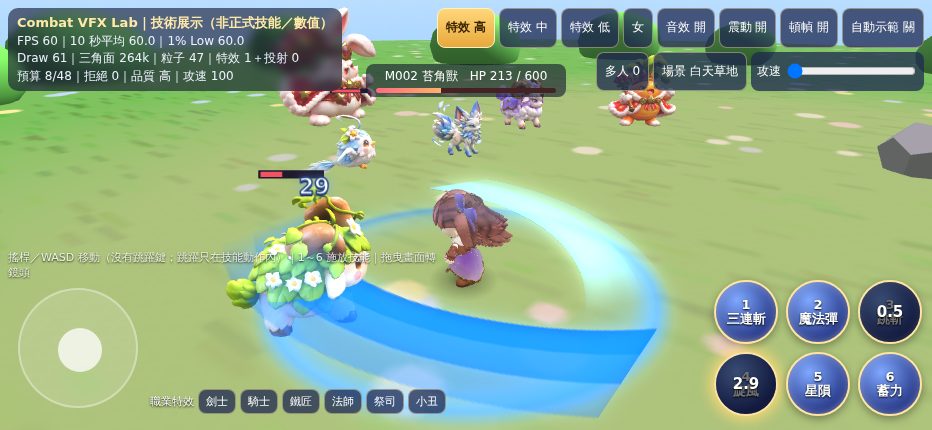 Combat VFX Lab｜技術展示（非正式技能／數值）
FPS 60｜10 秒平均 60.0｜1% Low 60.0
Draw 61｜三角面 264k｜粒子 47｜特效 1＋投射 0
預算 8/48｜拒絕 0｜品質 高｜攻速 100
特效 高
特效 中
特效 低
女
音效 開
震動 開
頓幀 開
自動示範 關
M002 苔角獸 HP 213 / 600
多人 0
場景 白天草地
攻速
29
搖桿／WASD 移動（沒有跳躍鍵；跳躍只在技能動作內）｜1～6 施放技能｜拖曳畫面轉
鏡頭
1
三連斬
2
魔法彈
3
0.5
跳斬
4
2.9
旋風
5
星隕
6
蓄力
職業特效
劍士
騎士
鐵匠
法師
祭司
小丑